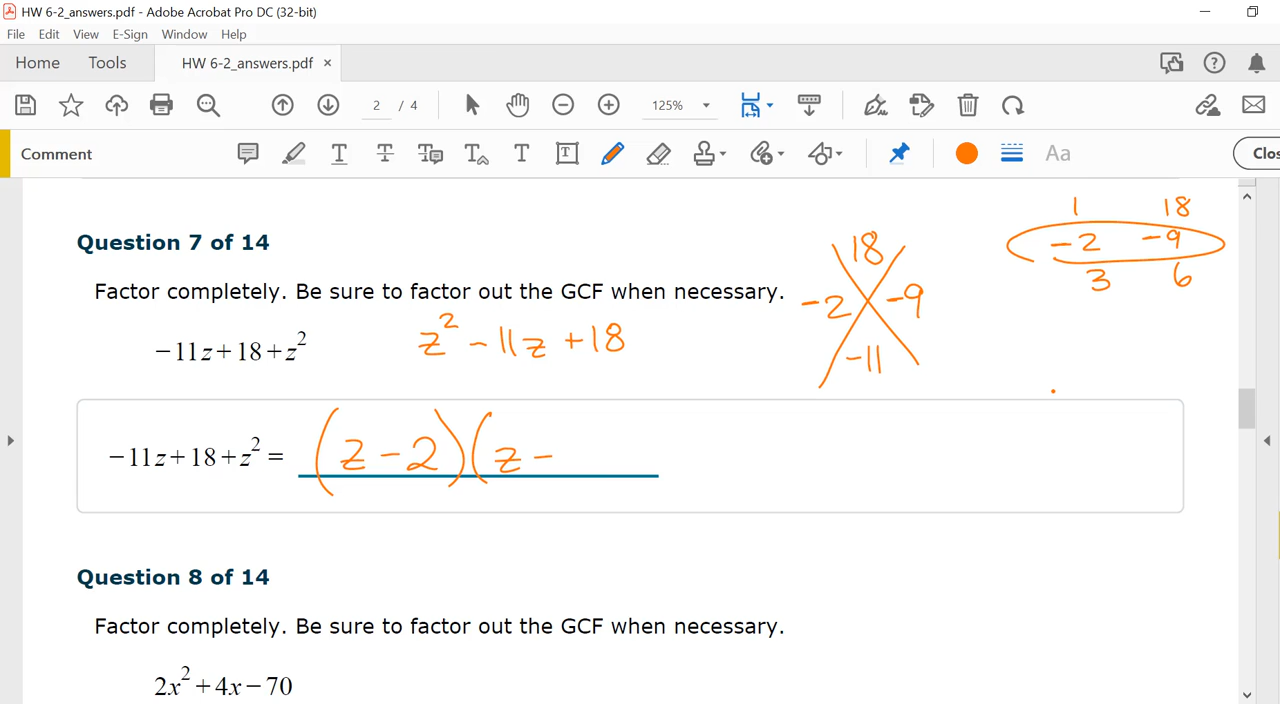 HW 6-2_answers.pdf - Adobe Acrobat Pro DC (32-bit)
File Edit View E-Sign Window Help
Home Tools HW 6-2_answers.pdf ×
2 / 4 125%
Comment Aa Clos
1 18
-2 -9
3 6
Question 7 of 14
18
-2 -9
-11
Factor completely. Be sure to factor out the GCF when necessary.
−11z+18+z²
z² - 11z + 18
−11z+18+z² = (z - 2)(z -
Question 8 of 14
Factor completely. Be sure to factor out the GCF when necessary.
2x²+4x−70